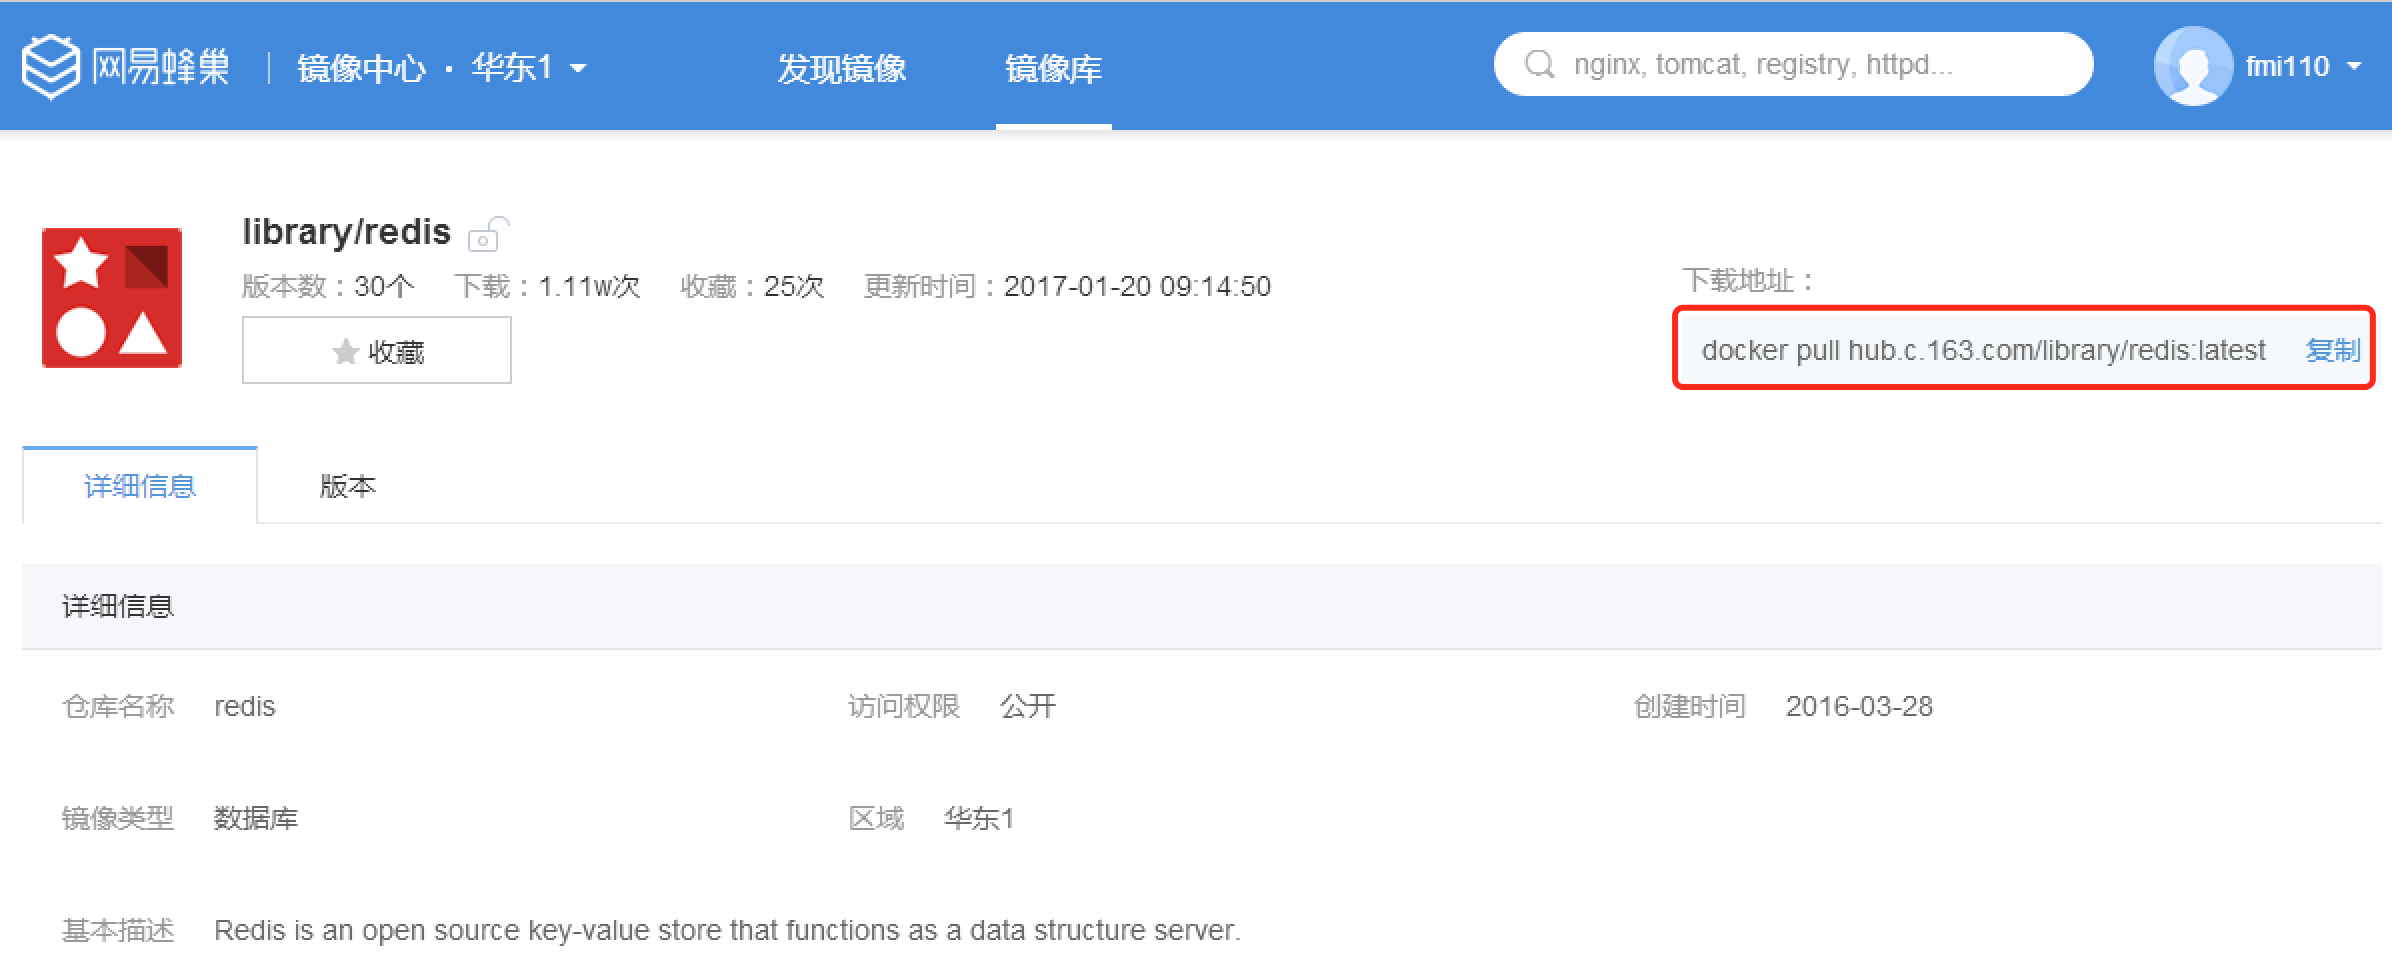 网易蜂巢 | 镜像中心 · 华东1 发现镜像 镜像库 nginx, tomcat, registry, httpd... fmi110
library/redis
版本数：30个 下载：1.11w次 收藏：25次 更新时间：2017-01-20 09:14:50
下载地址：
收藏
docker pull hub.c.163.com/library/redis:latest 复制
详细信息 版本
详细信息
仓库名称 redis 访问权限 公开 创建时间 2016-03-28
镜像类型 数据库 区域 华东1
基本描述 Redis is an open source key-value store that functions as a data structure server.